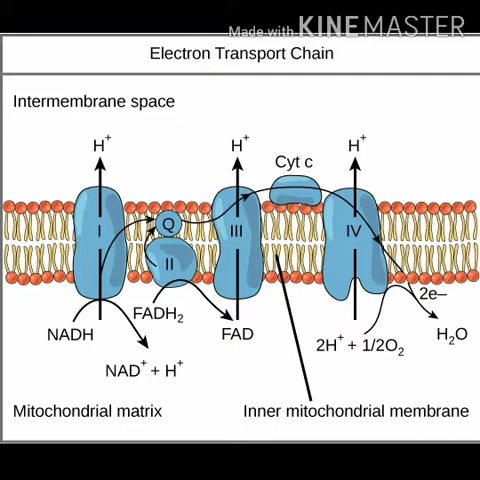 Made with KINEMASTER
Electron Transport Chain
Intermembrane space
H⁺ H⁺ H⁺
Cyt c
Q
I III IV
II
2e–
FADH₂
NADH FAD H₂O
2H⁺ + 1/2O₂
NAD⁺ + H⁺
Mitochondrial matrix Inner mitochondrial membrane